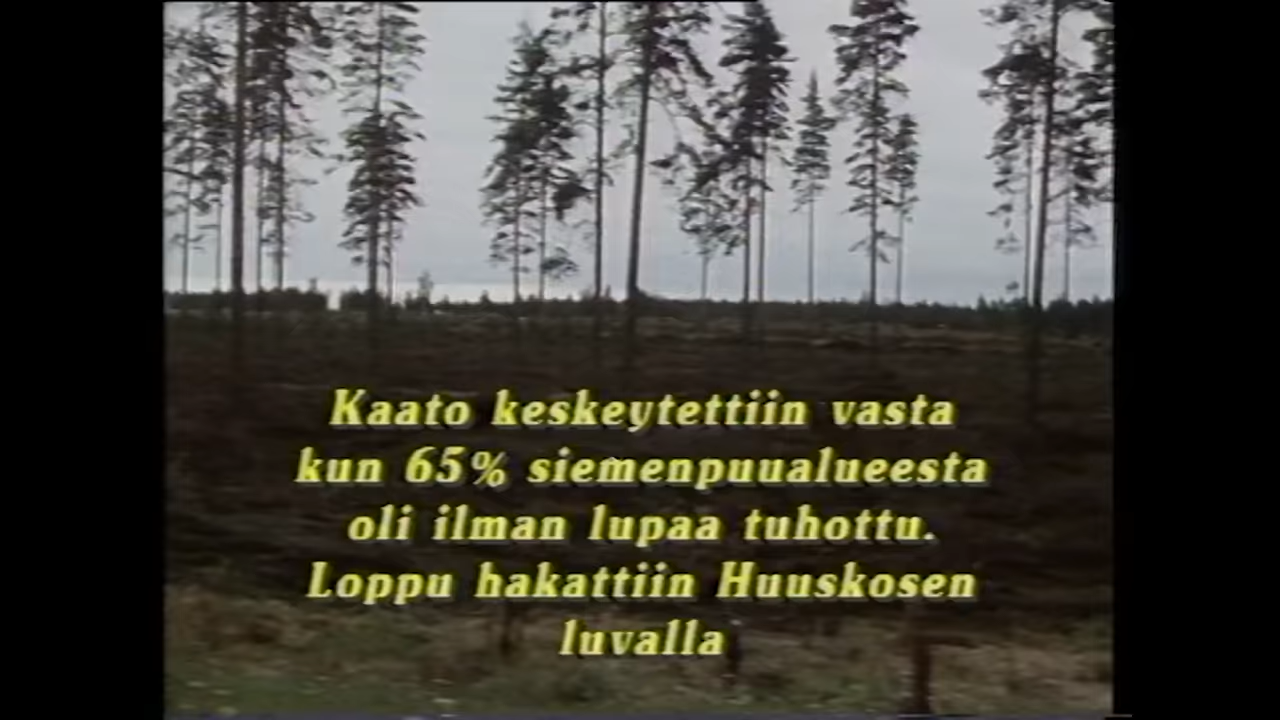 Kaato keskeytettiin vasta
kun 65% siemenpuualueesta
oli ilman lupaa tuhottu.
Loppu hakattiin Huuskosen
luvalla